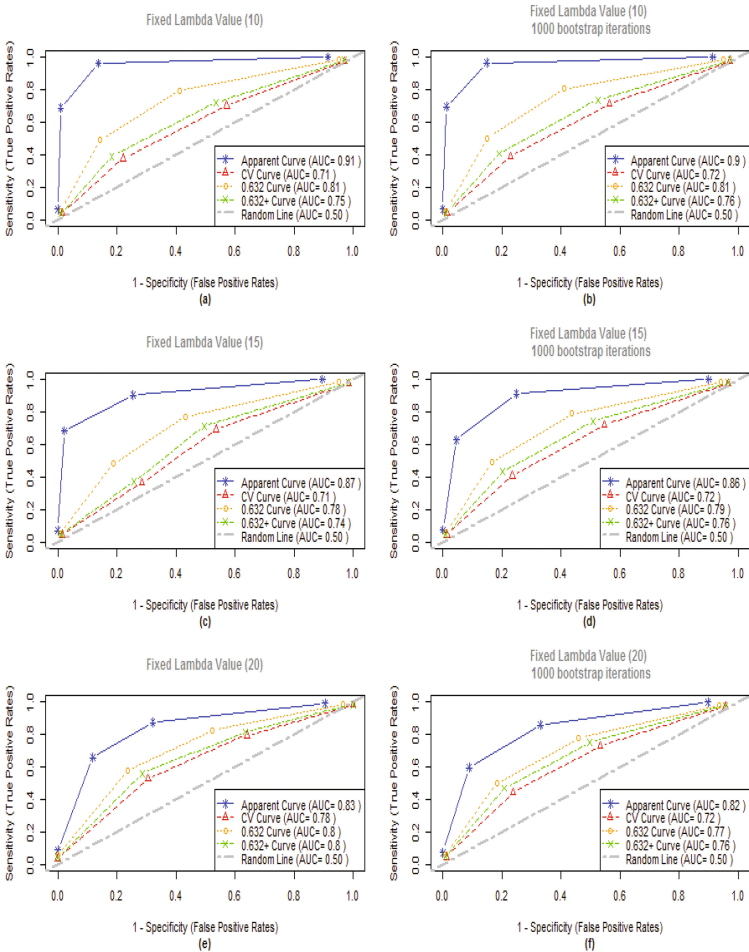 Fixed Lambda Value (10)
Sensitivity (True Positive Rates)
1.0
0.8
0.6
0.4
0.2
0.0
Apparent Curve (AUC= 0.91 )
CV Curve (AUC= 0.71 )
0.632 Curve (AUC= 0.81 )
0.632+ Curve (AUC= 0.75 )
Random Line (AUC= 0.50 )
0.0 0.2 0.4 0.6 0.8 1.0
1 - Specificity (False Positive Rates)
(a)
Fixed Lambda Value (10)
1000 bootstrap iterations
Sensitivity (True Positive Rates)
1.0
0.8
0.6
0.4
0.2
0.0
Apparent Curve (AUC= 0.9 )
CV Curve (AUC= 0.72 )
0.632 Curve (AUC= 0.81 )
0.632+ Curve (AUC= 0.76 )
Random Line (AUC= 0.50 )
0.0 0.2 0.4 0.6 0.8 1.0
1 - Specificity (False Positive Rates)
(b)
Fixed Lambda Value (15)
Sensitivity (True Positive Rates)
1.0
0.8
0.6
0.4
0.2
0.0
Apparent Curve (AUC= 0.87 )
CV Curve (AUC= 0.71 )
0.632 Curve (AUC= 0.78 )
0.632+ Curve (AUC= 0.74 )
Random Line (AUC= 0.50 )
0.0 0.2 0.4 0.6 0.8 1.0
1 - Specificity (False Positive Rates)
(c)
Fixed Lambda Value (15)
1000 bootstrap iterations
Sensitivity (True Positive Rates)
1.0
0.8
0.6
0.4
0.2
0.0
Apparent Curve (AUC= 0.86 )
CV Curve (AUC= 0.72 )
0.632 Curve (AUC= 0.79 )
0.632+ Curve (AUC= 0.76 )
Random Line (AUC= 0.50 )
0.0 0.2 0.4 0.6 0.8 1.0
1 - Specificity (False Positive Rates)
(d)
Fixed Lambda Value (20)
Sensitivity (True Positive Rates)
1.0
0.8
0.6
0.4
0.2
0.0
Apparent Curve (AUC= 0.83 )
CV Curve (AUC= 0.78 )
0.632 Curve (AUC= 0.8 )
0.632+ Curve (AUC= 0.8 )
Random Line (AUC= 0.50 )
0.0 0.2 0.4 0.6 0.8 1.0
1 - Specificity (False Positive Rates)
(e)
Fixed Lambda Value (20)
1000 bootstrap iterations
Sensitivity (True Positive Rates)
1.0
0.8
0.6
0.4
0.2
0.0
Apparent Curve (AUC= 0.82 )
CV Curve (AUC= 0.72 )
0.632 Curve (AUC= 0.77 )
0.632+ Curve (AUC= 0.76 )
Random Line (AUC= 0.50 )
0.0 0.2 0.4 0.6 0.8 1.0
1 - Specificity (False Positive Rates)
(f)